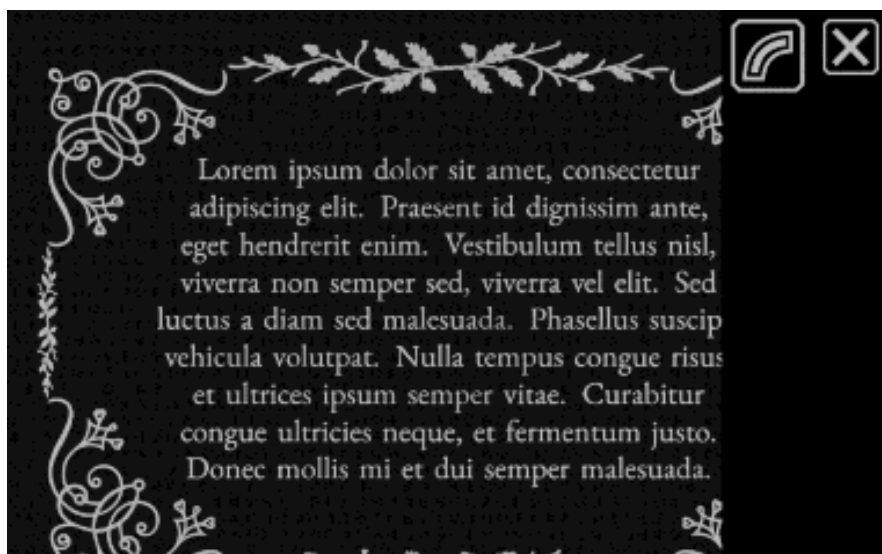 Lorem ipsum dolor sit amet, consectetur
adipiscing elit. Praesent id dignissim ante,
eget hendrerit enim. Vestibulum tellus nisl,
viverra non semper sed, viverra vel elit. Sed
luctus a diam sed malesuada. Phasellus suscip
vehicula volutpat. Nulla tempus congue risus
et ultrices ipsum semper vitae. Curabitur
congue ultricies neque, et fermentum justo.
Donec mollis mi et dui semper malesuada.